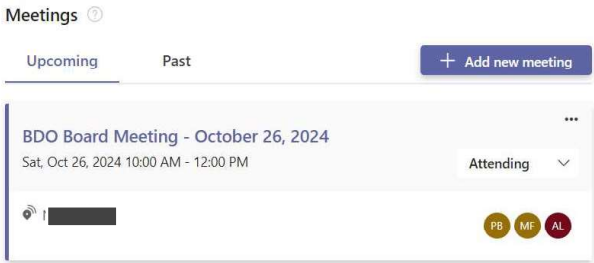 Meetings
Upcoming Past + Add new meeting
BDO Board Meeting - October 26, 2024
Sat, Oct 26, 2024 10:00 AM - 12:00 PM
Attending
PB MF AL